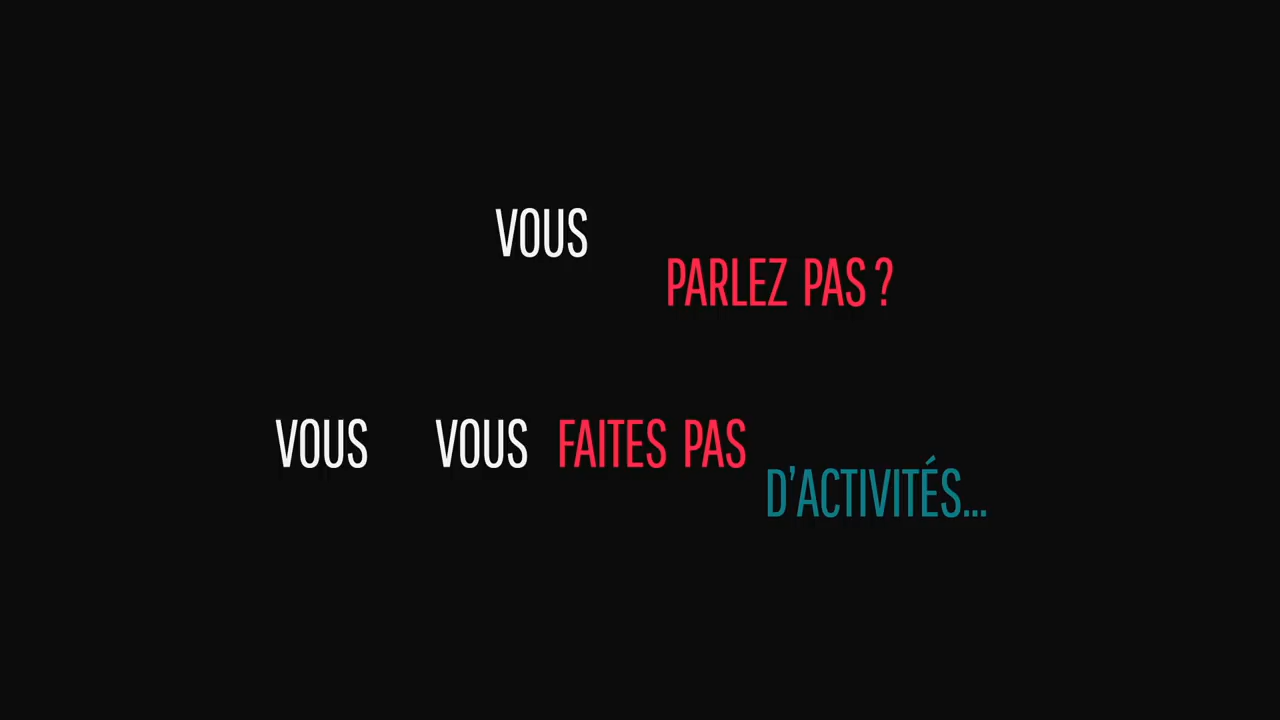 VOUS
PARLEZ PAS ?
VOUS VOUS FAITES PAS
D’ACTIVITÉS...